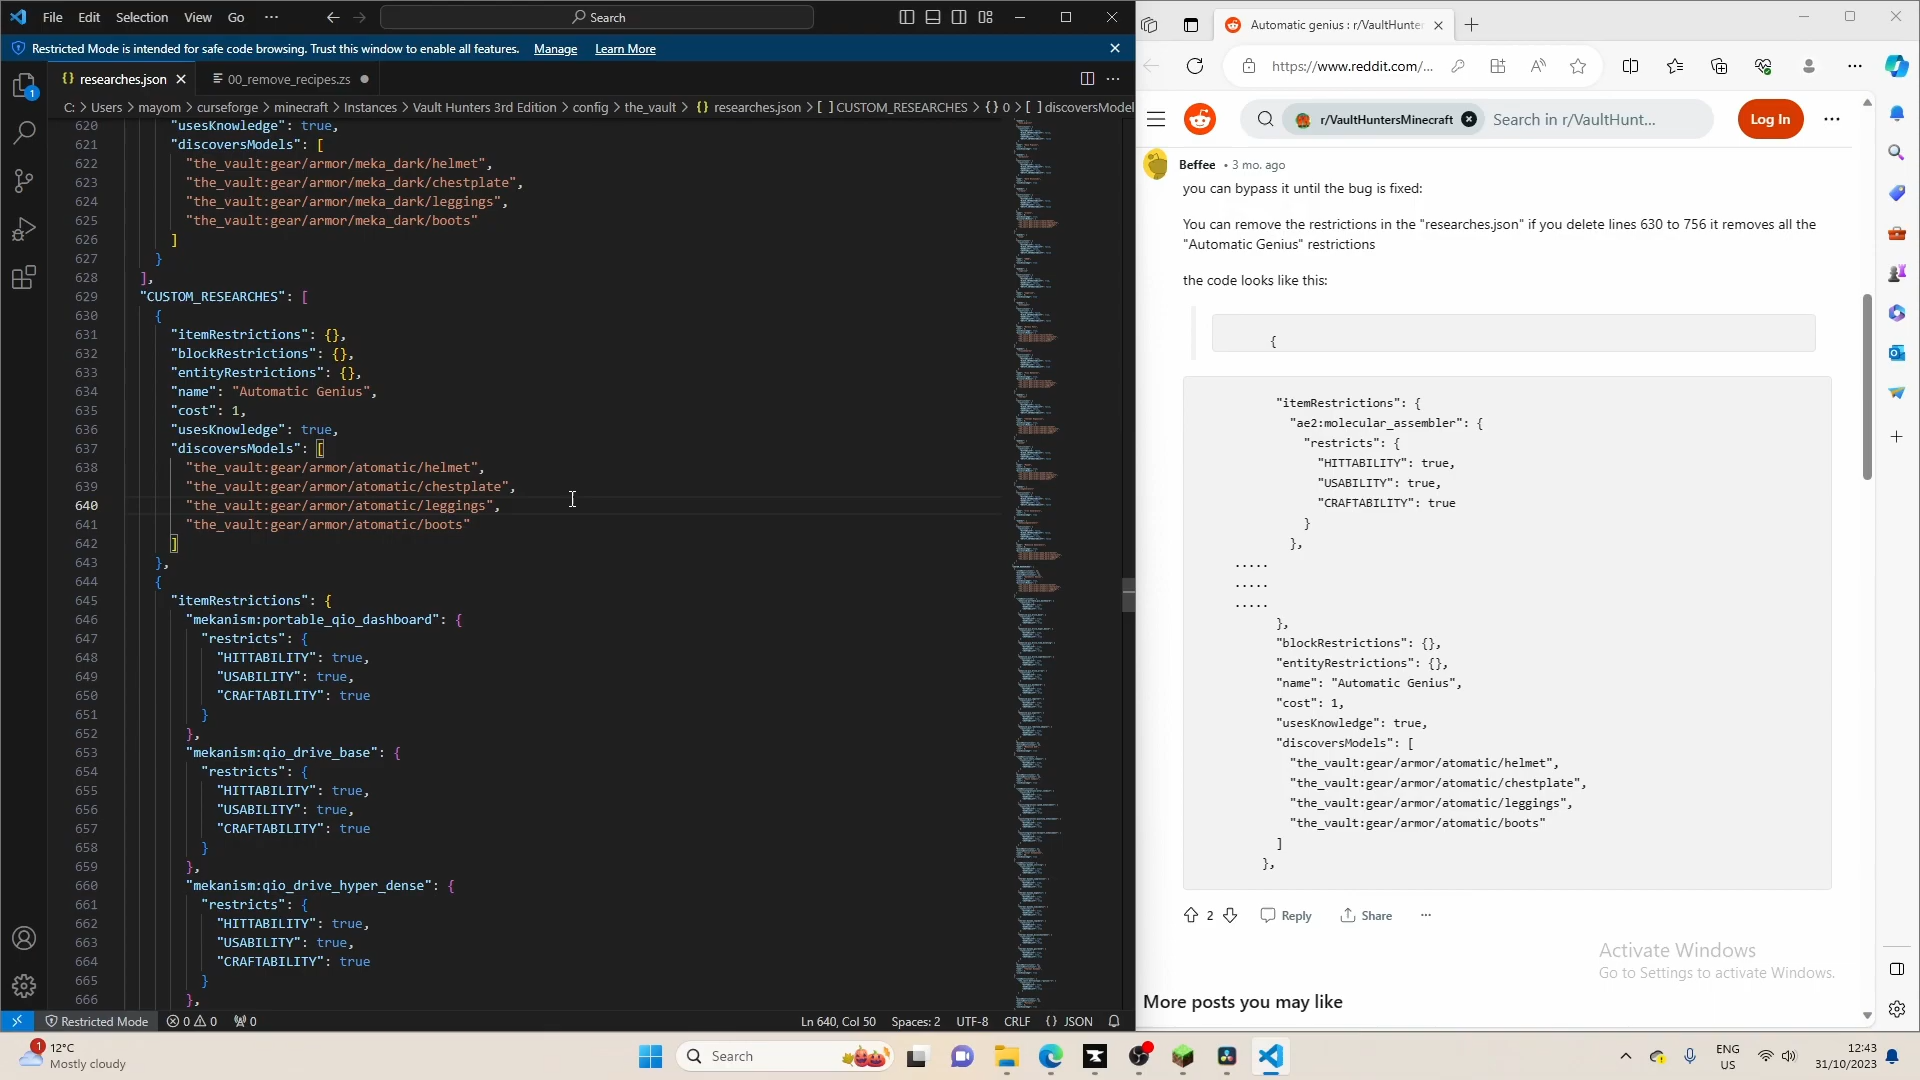 File Edit Selection View Go ··· Search
Restricted Mode is intended for safe code browsing. Trust this window to enable all features. Manage Learn More
{} researches.json 00_remove_recipes.zs
C: > Users > mayom > curseforge > minecraft > Instances > Vault Hunters 3rd Edition > config > the_vault > {} researches.json > [ ] CUSTOM_RESEARCHES > {} 0 > [ ] discoversModel
620 "usesKnowledge": true,
621 "discoversModels": [
622 "the_vault:gear/armor/meka_dark/helmet",
623 "the_vault:gear/armor/meka_dark/chestplate",
624 "the_vault:gear/armor/meka_dark/leggings",
625 "the_vault:gear/armor/meka_dark/boots"
626 ]
627 }
628 ],
629 "CUSTOM_RESEARCHES": [
630 {
631 "itemRestrictions": {},
632 "blockRestrictions": {},
633 "entityRestrictions": {},
634 "name": "Automatic Genius",
635 "cost": 1,
636 "usesKnowledge": true,
637 "discoversModels": [
638 "the_vault:gear/armor/atomatic/helmet",
639 "the_vault:gear/armor/atomatic/chestplate",
640 "the_vault:gear/armor/atomatic/leggings",
641 "the_vault:gear/armor/atomatic/boots"
642 ]
643 },
644 {
645 "itemRestrictions": {
646 "mekanism:portable_qio_dashboard": {
647 "restricts": {
648 "HITTABILITY": true,
649 "USABILITY": true,
650 "CRAFTABILITY": true
651 }
652 },
653 "mekanism:qio_drive_base": {
654 "restricts": {
655 "HITTABILITY": true,
656 "USABILITY": true,
657 "CRAFTABILITY": true
658 }
659 },
660 "mekanism:qio_drive_hyper_dense": {
661 "restricts": {
662 "HITTABILITY": true,
663 "USABILITY": true,
664 "CRAFTABILITY": true
665 }
666 },
1
Restricted Mode 0 0 0 Ln 640, Col 50 Spaces: 2 UTF-8 CRLF {} JSON
Automatic genius : r/VaultHunter
https://www.reddit.com/...
r/VaultHuntersMinecraft Search in r/VaultHunt... Log In
Beffee • 3 mo. ago
you can bypass it until the bug is fixed:
You can remove the restrictions in the "researches.json" if you delete lines 630 to 756 it removes all the
"Automatic Genius" restrictions
the code looks like this:
{
"itemRestrictions": {
"ae2:molecular_assembler": {
"restricts": {
"HITTABILITY": true,
"USABILITY": true,
"CRAFTABILITY": true
}
},
.....
.....
.....
},
"blockRestrictions": {},
"entityRestrictions": {},
"name": "Automatic Genius",
"cost": 1,
"usesKnowledge": true,
"discoversModels": [
"the_vault:gear/armor/atomatic/helmet",
"the_vault:gear/armor/atomatic/chestplate",
"the_vault:gear/armor/atomatic/leggings",
"the_vault:gear/armor/atomatic/boots"
]
},
2 Reply Share ···
Activate Windows
Go to Settings to activate Windows.
More posts you may like
1
12°C
Mostly cloudy
Search
ENG
US
12:43
31/10/2023